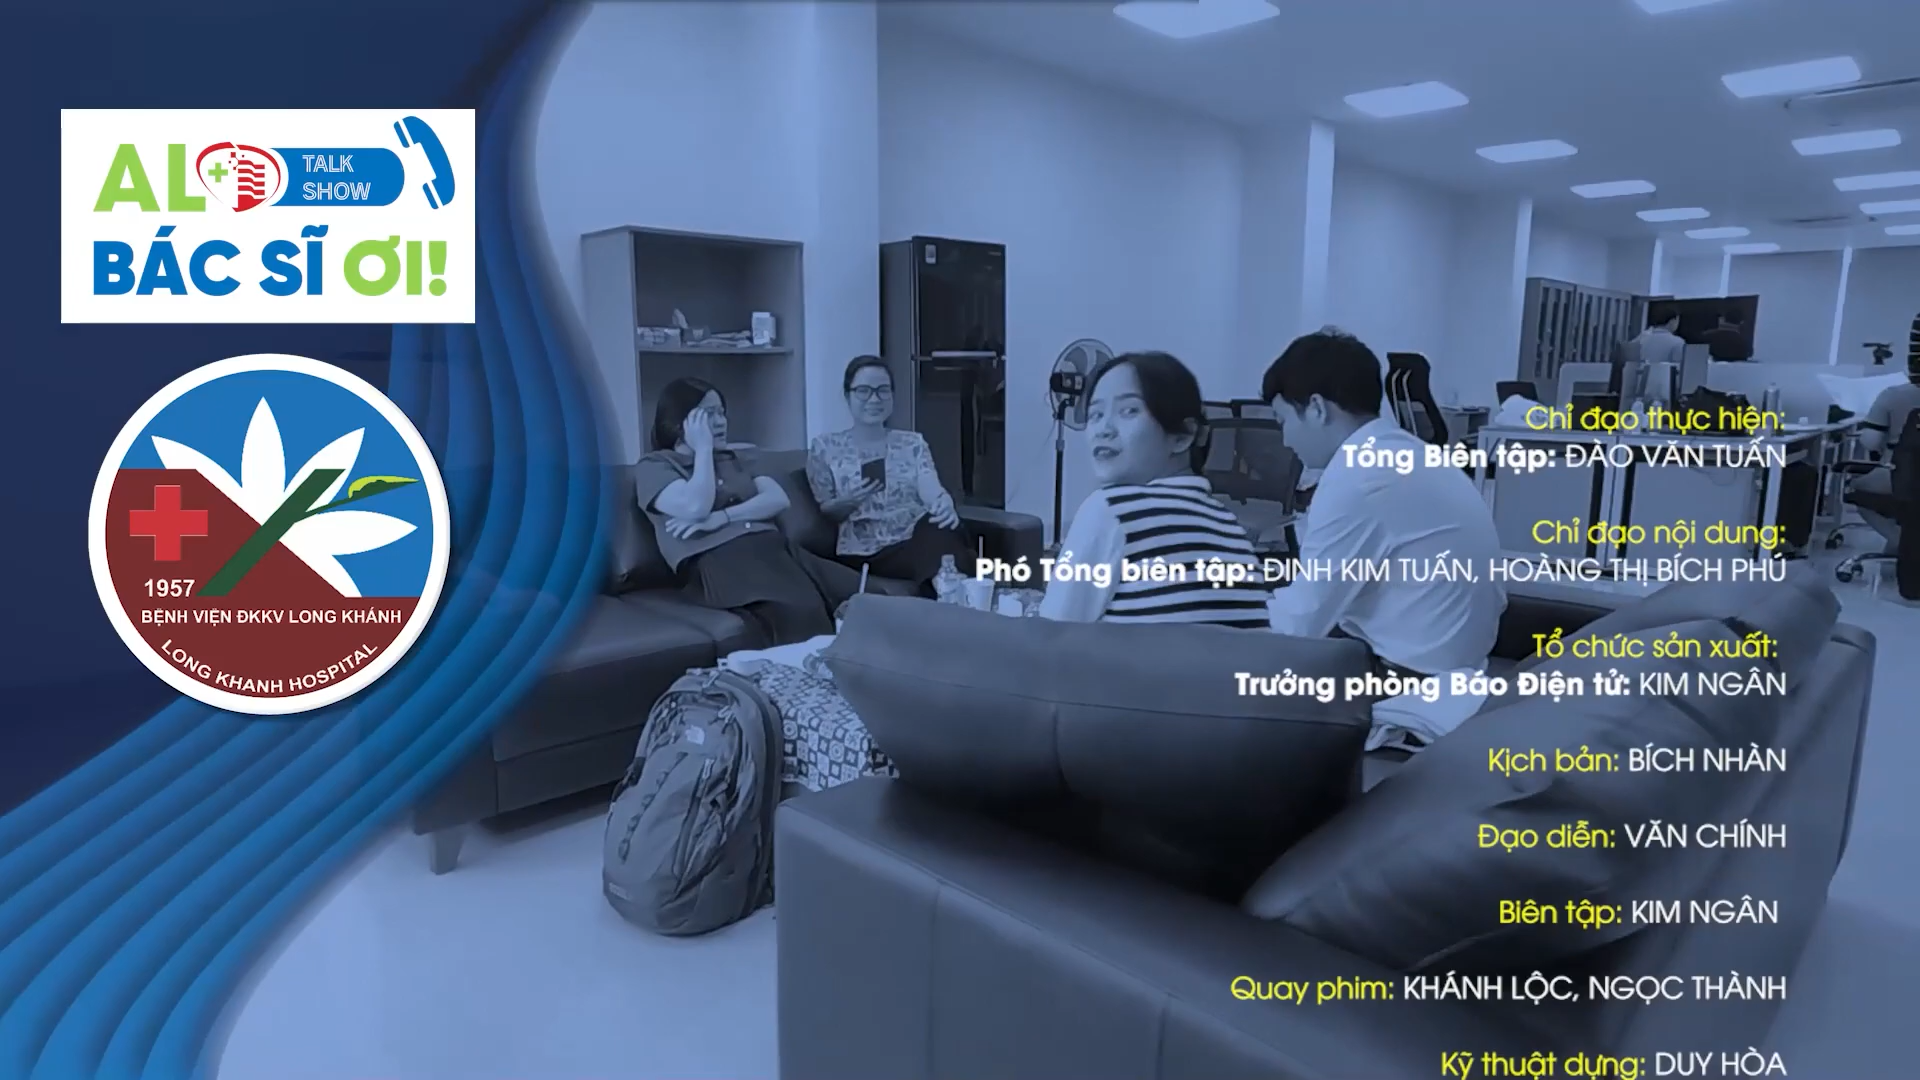 ALO TALK SHOW
BÁC SĨ ƠI!
1957
BỆNH VIỆN ĐKKV LONG KHÁNH
LONG KHANH HOSPITAL
Chỉ đạo thực hiện:
Tổng Biên tập: ĐÀO VĂN TUẤN
Chỉ đạo nội dung:
Phó Tổng biên tập: ĐINH KIM TUẤN, HOÀNG THỊ BÍCH PHÚ
Tổ chức sản xuất:
Trưởng phòng Báo Điện tử: KIM NGÂN
Kịch bản: BÍCH NHÀN
Đạo diễn: VĂN CHÍNH
Biên tập: KIM NGÂN
Quay phim: KHÁNH LỘC, NGỌC THÀNH
Kỹ thuật dựng: DUY HÒA